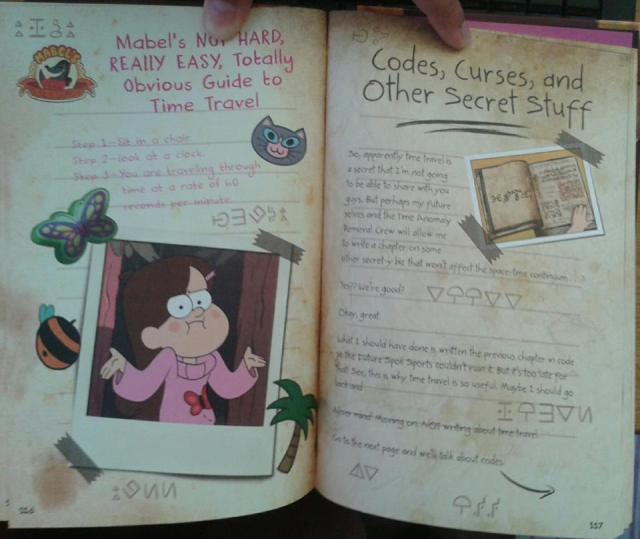 MABEL'S
Mabel's NOT HARD,
REALLY EASY, Totally
Obvious Guide to
Time Travel
Step 1–Sit in a chair.
Step 2–look at a clock.
Step 3–You are traveling through
time at a rate of 60
seconds per minute.
116
Codes, Curses, and
Other Secret Stuff
So, apparently time travel is
a secret that I'm not going
to be able to share with you
guys. But perhaps my future
selves and the Time Anomaly
Removal Crew will allow me
to write a chapter on some
other secret-y biz that won't affect the space-time continuum . . . ?
Yes?? We're good?
Okay, great.
What I should have done is written the previous chapter in code
so the Future Spoil Sports couldn't ruin it. But it's too late for
that! See, this is why time travel is so useful. Maybe I should go
back and
Never mind. Moving on. NOT writing about time travel.
Go to the next page and we'll talk about codes.
117